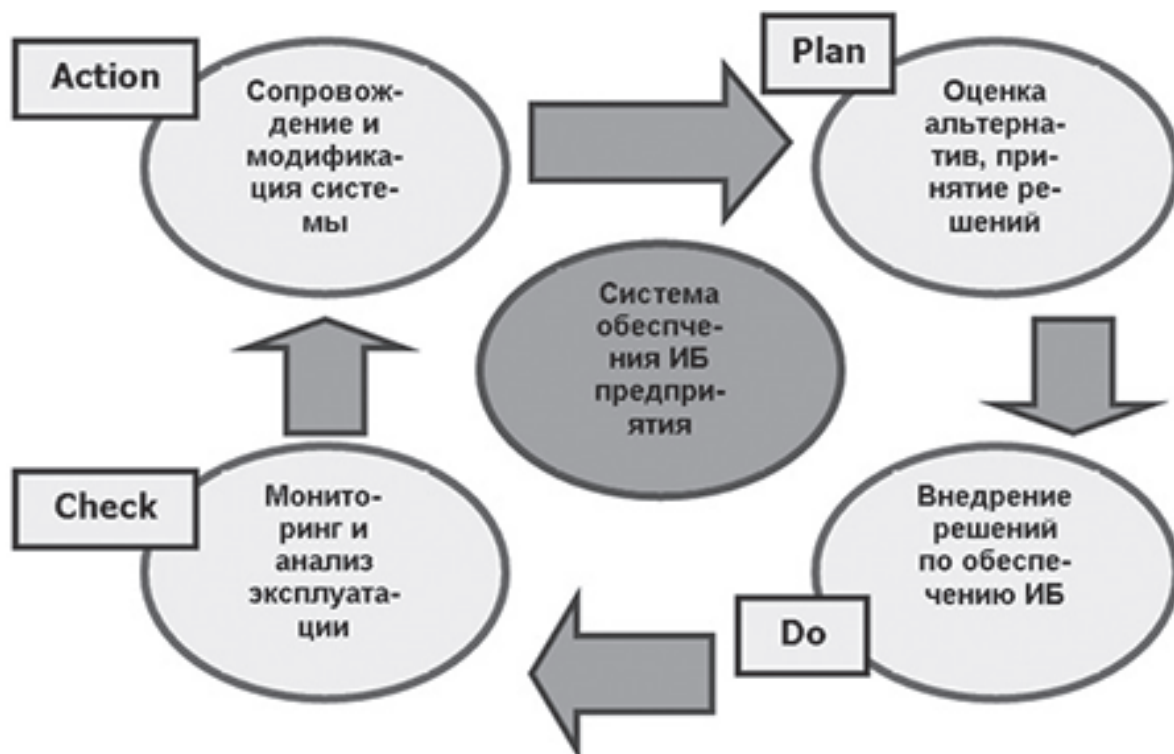 Action
Сопровож-
дение и
модифика-
ция систе-
мы
Plan
Оценка
альтерна-
тив, при-
нятие ре-
шений
Система
обеспче-
ния ИБ
предпри-
ятия
Check
Монито-
ринг и
анализ
эксплуата-
ции
Внедрение
решений
по обеспе-
чению ИБ
Do